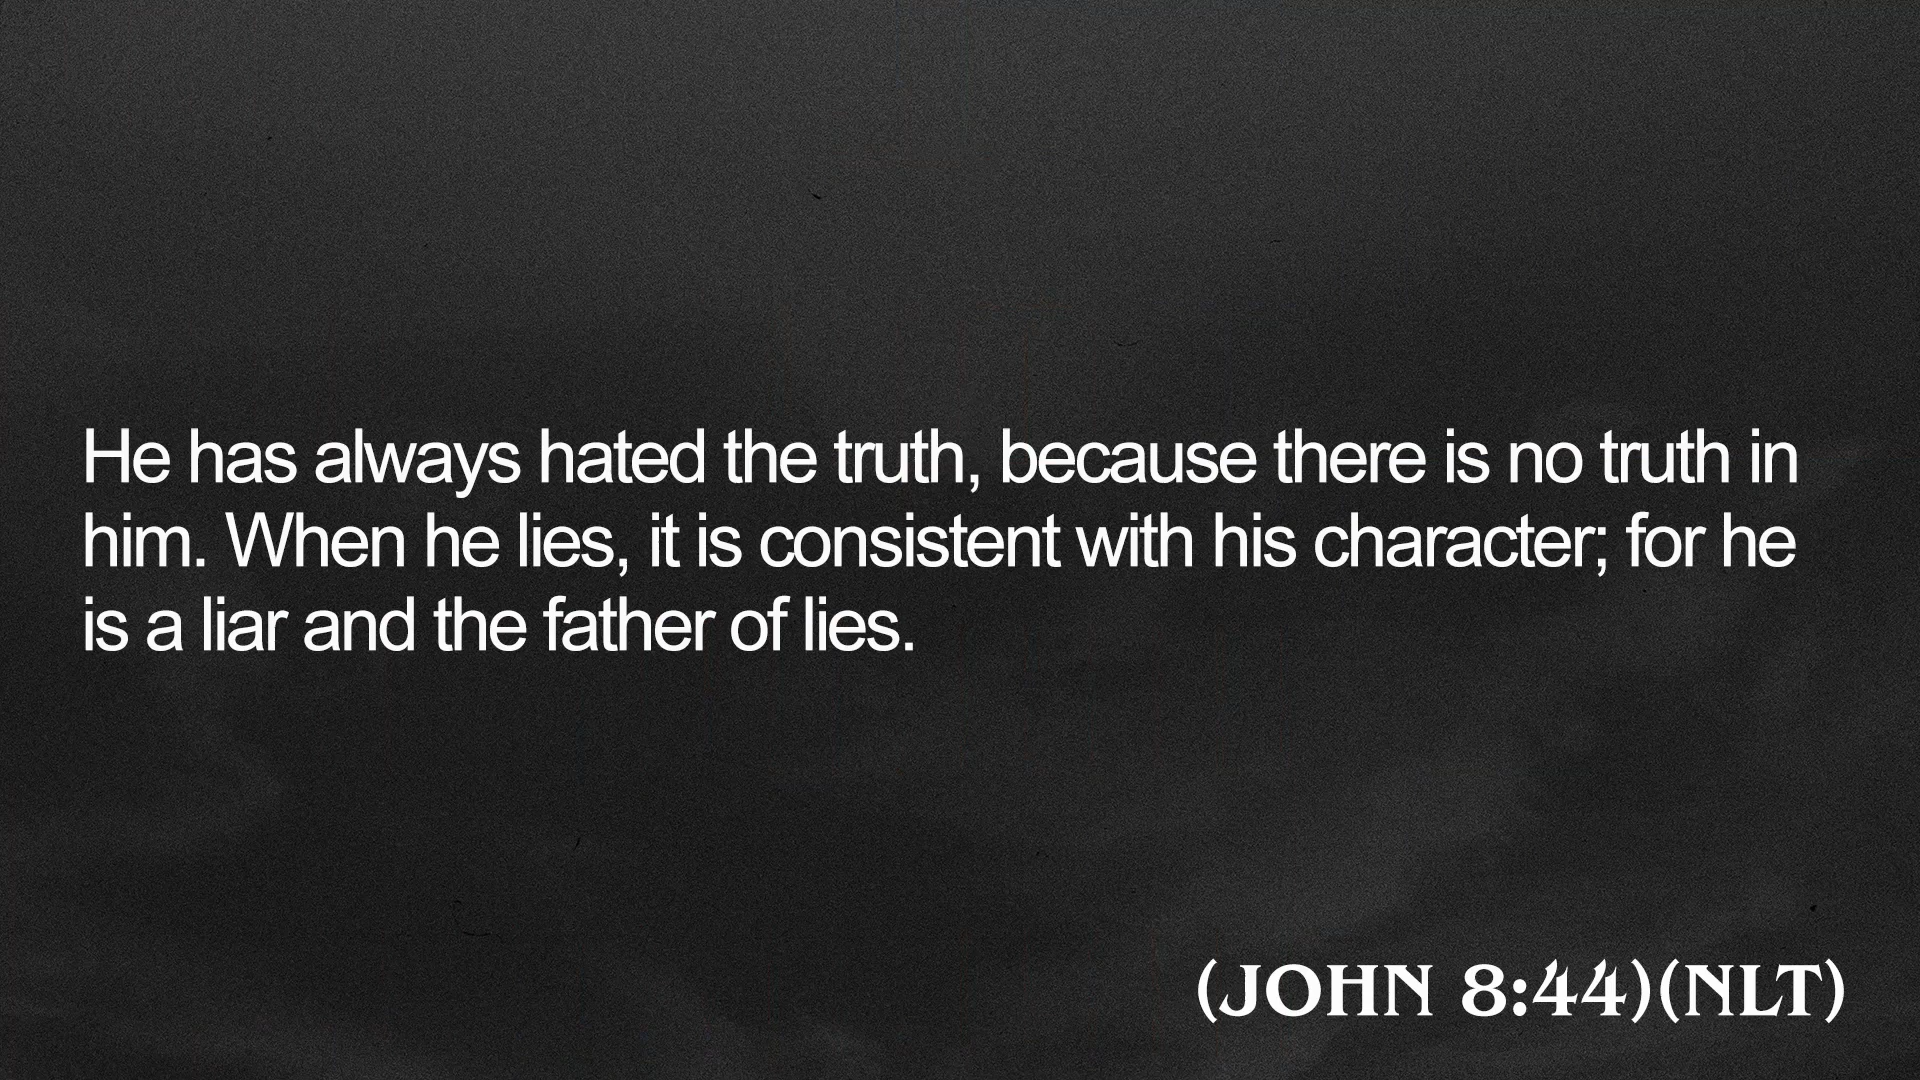 He has always hated the truth, because there is no truth in
him. When he lies, it is consistent with his character; for he
is a liar and the father of lies.
(JOHN 8:44)(NLT)